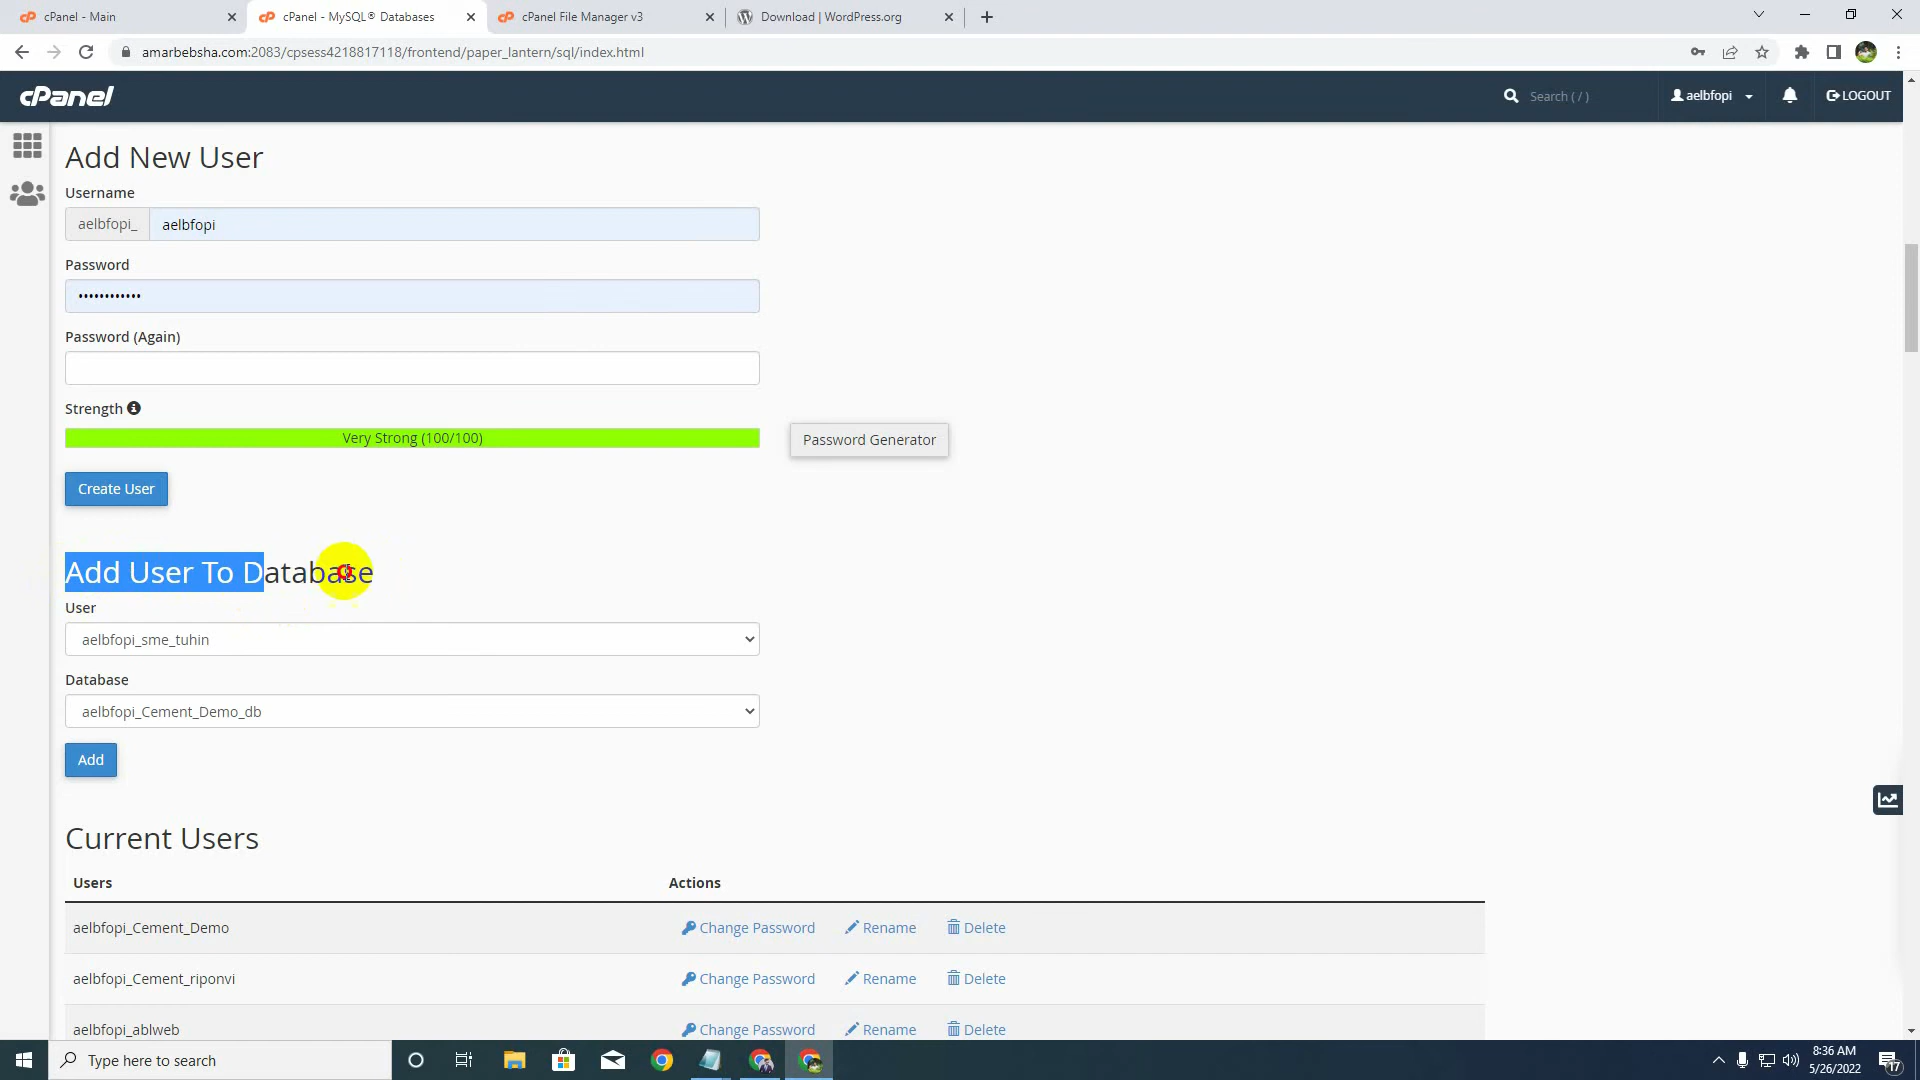 cPanel - Main
cPanel - MySQL® Databases
cPanel File Manager v3
Download | WordPress.org
amarbebsha.com:2083/cpsess4218817118/frontend/paper_lantern/sql/index.html
cPanel
Search ( / )
aelbfopi
LOGOUT
Add New User
Username
aelbfopi_
aelbfopi
Password
••••••••••••
Password (Again)
Strength
Very Strong (100/100)
Password Generator
Create User
Add User To Database
User
aelbfopi_sme_tuhin
Database
aelbfopi_Cement_Demo_db
Add
Current Users
Users
Actions
aelbfopi_Cement_Demo
Change Password
Rename
Delete
aelbfopi_Cement_riponvi
Change Password
Rename
Delete
aelbfopi_ablweb
Change Password
Rename
Delete
Type here to search
8:36 AM
5/26/2022
17